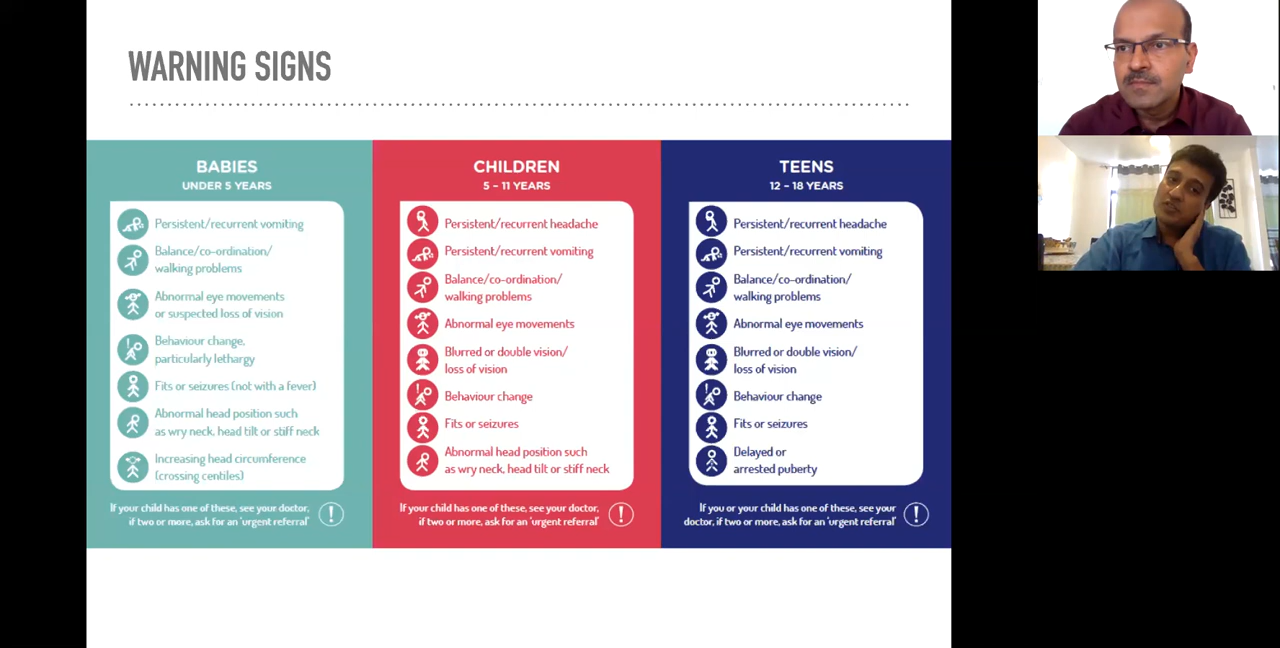 WARNING SIGNS
BABIES
UNDER 5 YEARS
Persistent/recurrent vomiting
Balance/co-ordination/
walking problems
Abnormal eye movements
or suspected loss of vision
Behaviour change,
particularly lethargy
Fits or seizures (not with a fever)
Abnormal head position such
as wry neck, head tilt or stiff neck
Increasing head circumference
(crossing centiles)
If your child has one of these, see your doctor,
if two or more, ask for an 'urgent referral'
CHILDREN
5 - 11 YEARS
Persistent/recurrent headache
Persistent/recurrent vomiting
Balance/co-ordination/
walking problems
Abnormal eye movements
Blurred or double vision/
loss of vision
Behaviour change
Fits or seizures
Abnormal head position such
as wry neck, head tilt or stiff neck
If your child has one of these, see your doctor,
if two or more, ask for an 'urgent referral'
TEENS
12 - 18 YEARS
Persistent/recurrent headache
Persistent/recurrent vomiting
Balance/co-ordination/
walking problems
Abnormal eye movements
Blurred or double vision/
loss of vision
Behaviour change
Fits or seizures
Delayed or
arrested puberty
If you or your child has one of these, see your
doctor, if two or more, ask for an 'urgent referral'